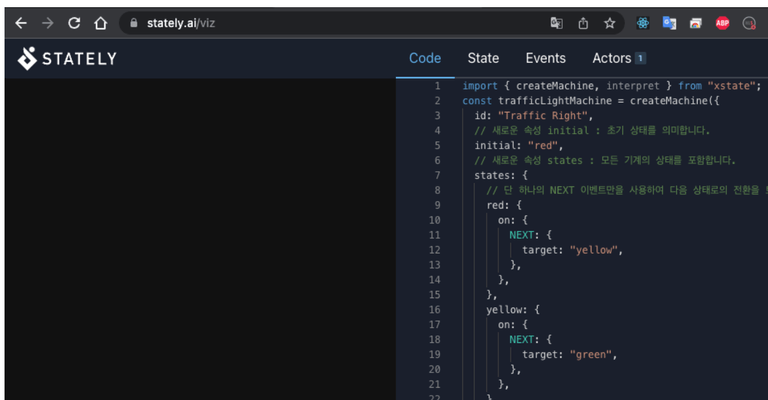 stately.ai/viz
ABP
STATELY
Code State Events Actors 1
1 import { createMachine, interpret } from "xstate";
2 const trafficLightMachine = createMachine({
3 id: "Traffic Right",
4 // 새로운 속성 initial : 초기 상태를 의미합니다.
5 initial: "red",
6 // 새로운 속성 states : 모든 기계의 상태를 포함합니다.
7 states: {
8 // 단 하나의 NEXT 이벤트만을 사용하여 다음 상태로의 전환을
9 red: {
10 on: {
11 NEXT: {
12 target: "yellow",
13 },
14 },
15 },
16 yellow: {
17 on: {
18 NEXT: {
19 target: "green",
20 },
21 },
22 }